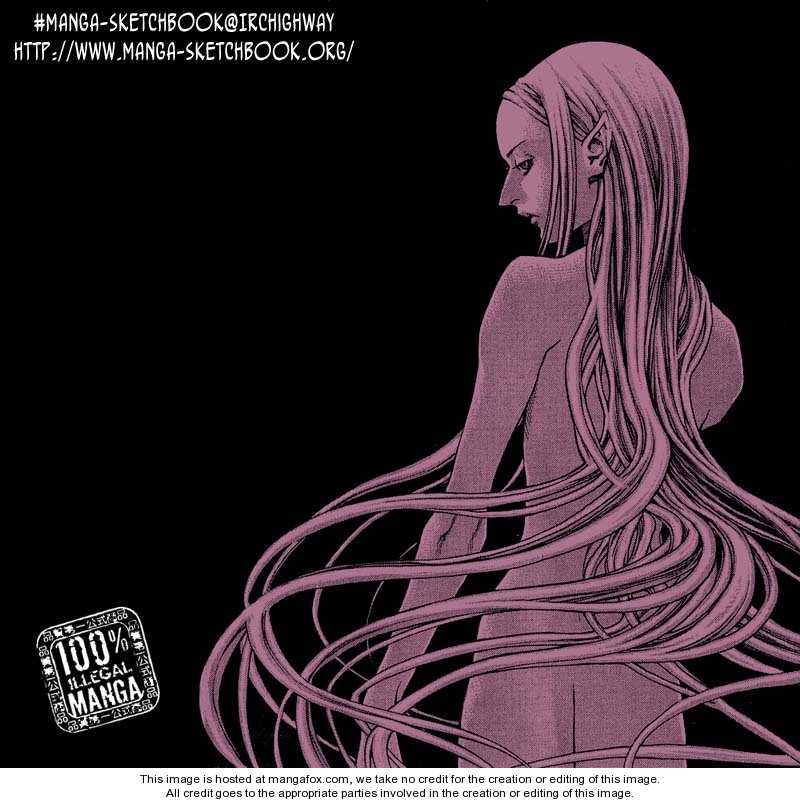 #MANGA-SKETCHBOOK@IRCHIGHWAY
HTTP://WWW.MANGA-SKETCHBOOK.ORG/
100%
ILLEGAL
MANGA
This image is hosted at mangafox.com, we take no credit for the creation or editing of this image.
All credit goes to the appropriate parties involved in the creation or editing of this image.